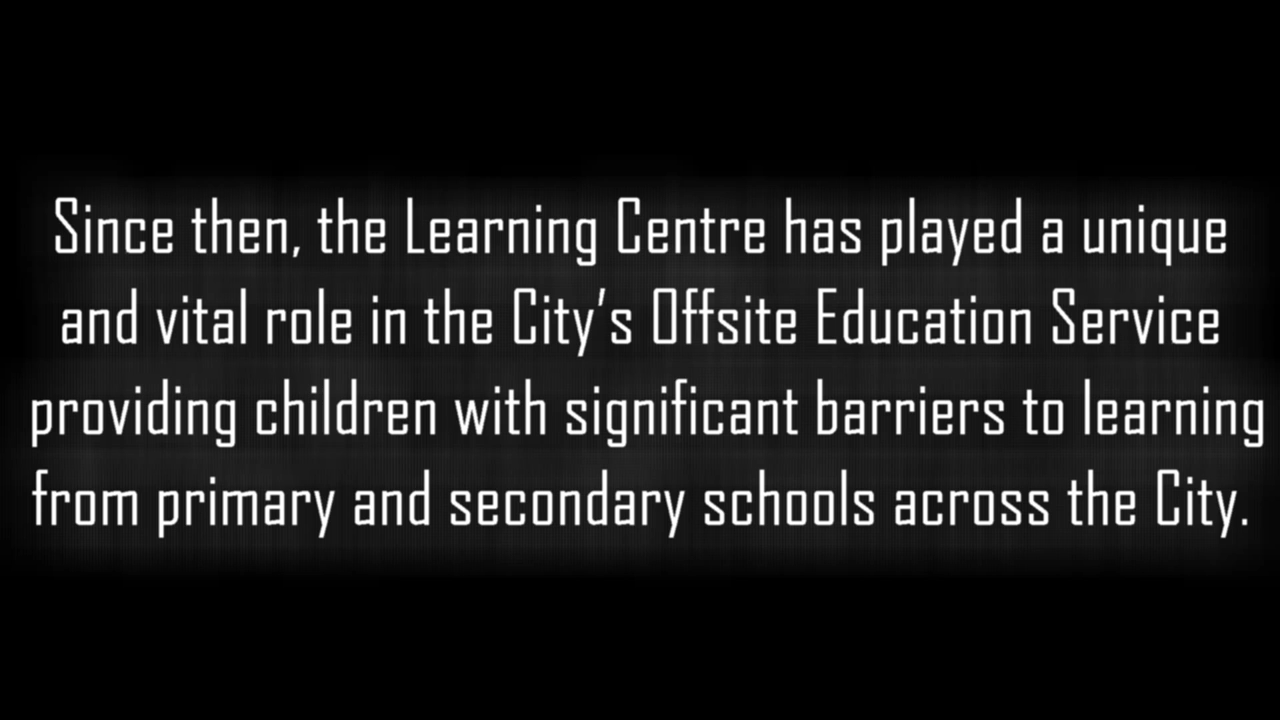 Since then, the Learning Centre has played a unique
and vital role in the City's Offsite Education Service
providing children with significant barriers to learning
from primary and secondary schools across the City.